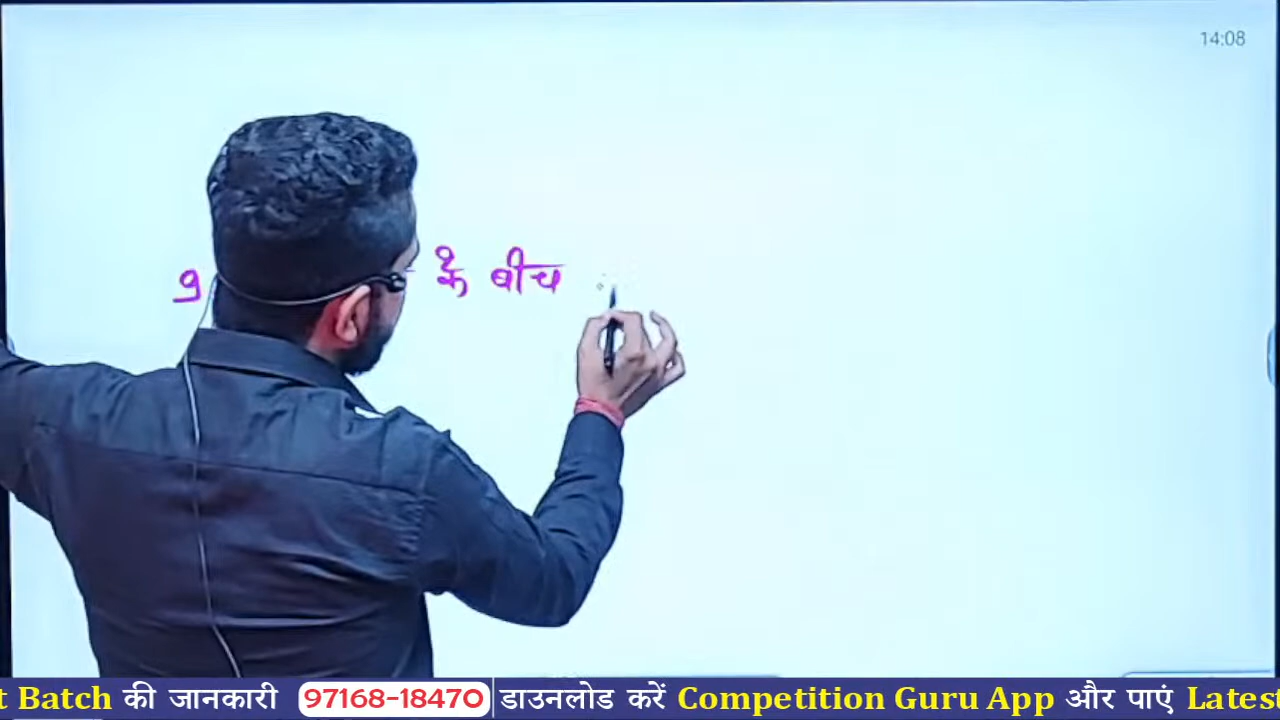 14:08
9 के बीच
t Batch की जानकारी 97168-18470 डाउनलोड करें Competition Guru App और पाएं Latest